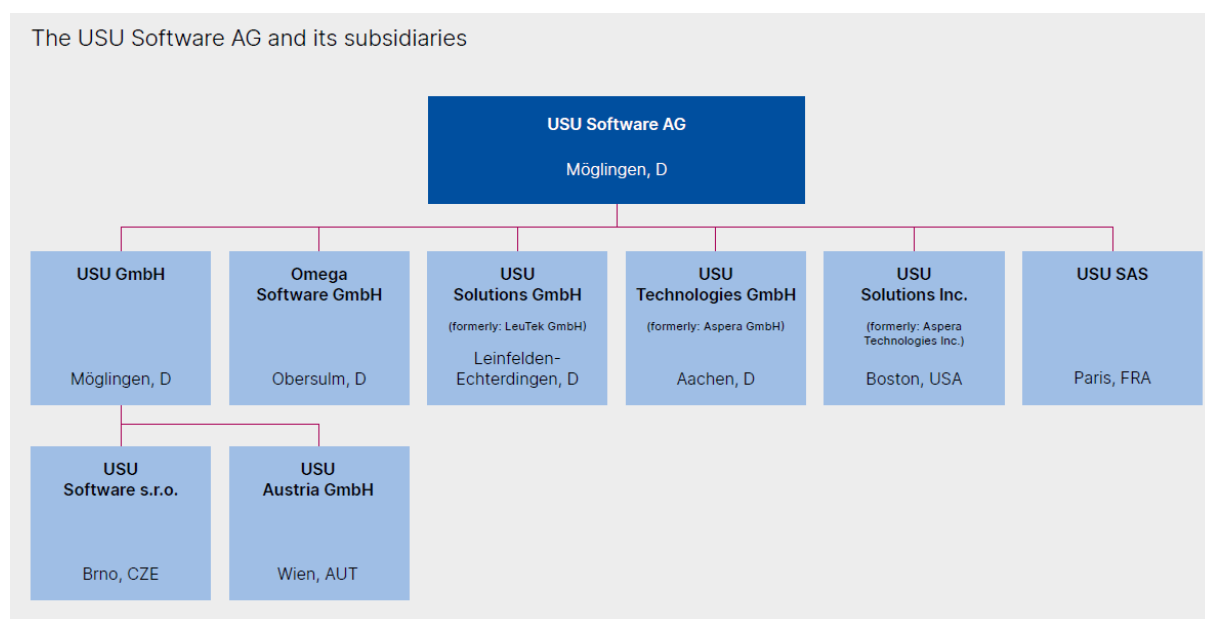 The USU Software AG and its subsidiaries
USU Software AG
Möglingen, D
USU GmbH
Möglingen, D
Omega
Software GmbH
Obersulm, D
USU
Solutions GmbH
(formerly: LeuTek GmbH)
Leinfelden-
Echterdingen, D
USU
Technologies GmbH
(formerly: Aspera GmbH)
Aachen, D
USU
Solutions Inc.
(formerly: Aspera
Technologies Inc.)
Boston, USA
USU SAS
Paris, FRA
USU
Software s.r.o.
Brno, CZE
USU
Austria GmbH
Wien, AUT